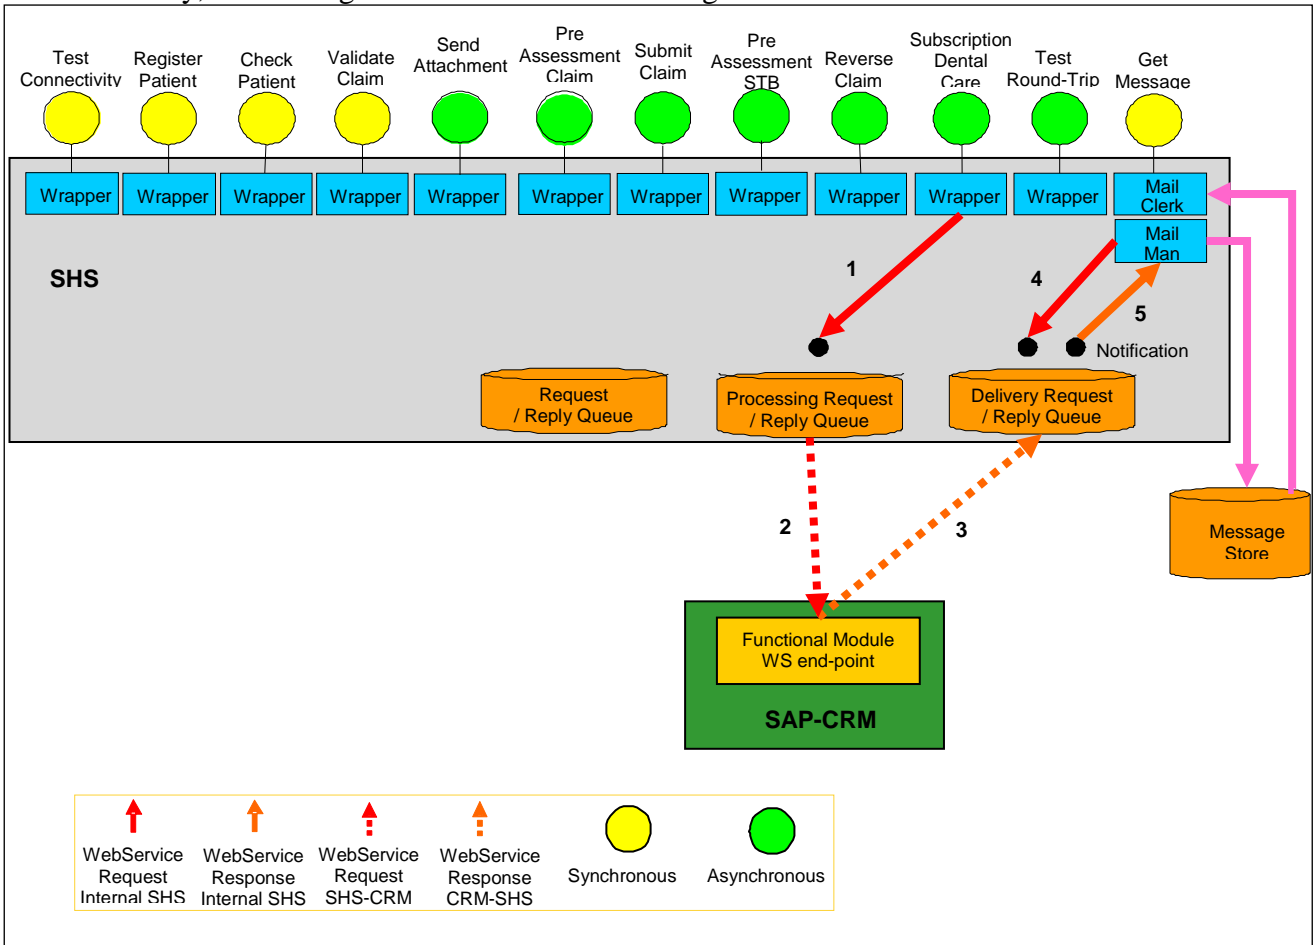 Test
Connectivity
Register
Patient
Check
Patient
Validate
Claim
Send
Attachment
Pre
Assessment
Claim
Submit
Claim
Pre
Assessment
STB
Reverse
Claim
Subscription
Dental
Care
Test
Round-Trip
Get
Message
Wrapper
Wrapper
Wrapper
Wrapper
Wrapper
Wrapper
Wrapper
Wrapper
Wrapper
Wrapper
Wrapper
Mail
Clerk
Mail
Man
SHS
1
4
5
Notification
Request
/ Reply Queue
Processing Request
/ Reply Queue
Delivery Request
/ Reply Queue
2
3
Message
Store
Functional Module
WS end-point
SAP-CRM
WebService
Request
Internal SHS
WebService
Response
Internal SHS
WebService
Request
SHS-CRM
WebService
Response
CRM-SHS
Synchronous
Asynchronous